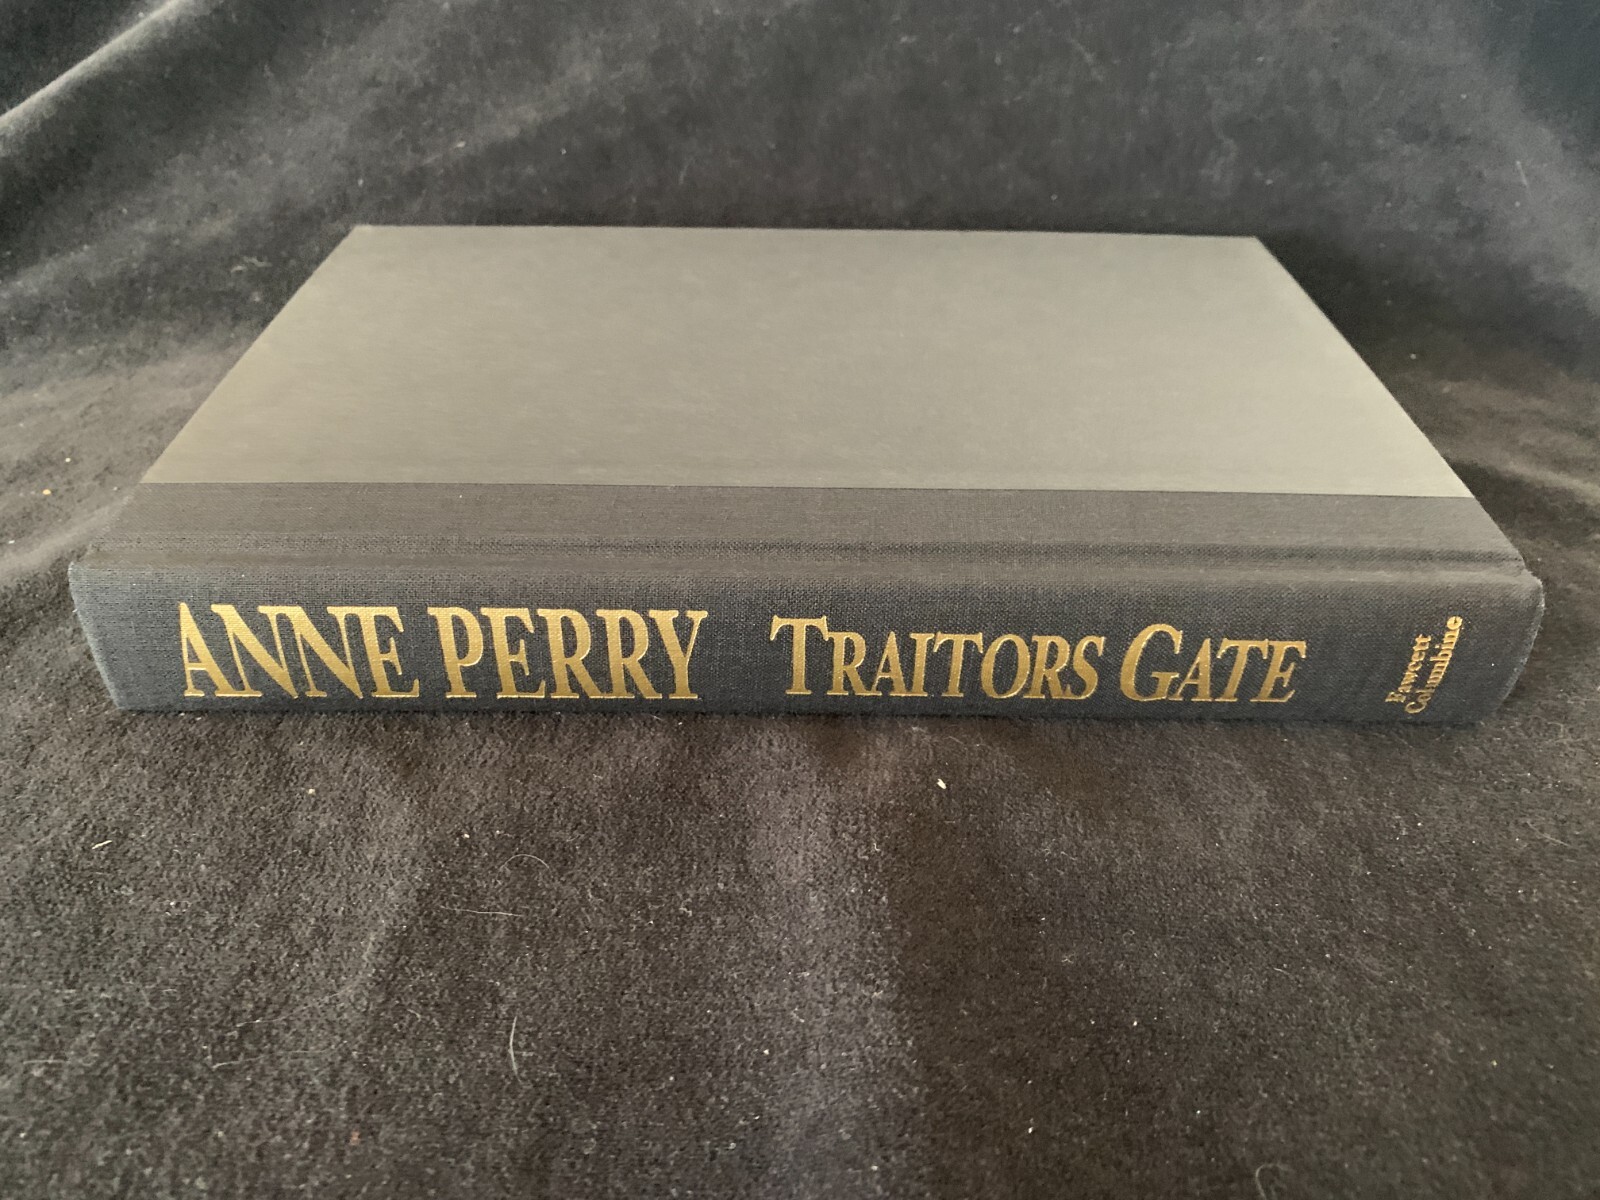 ANNE PERRY TRAITORS GATE
Fawcett
Columbine